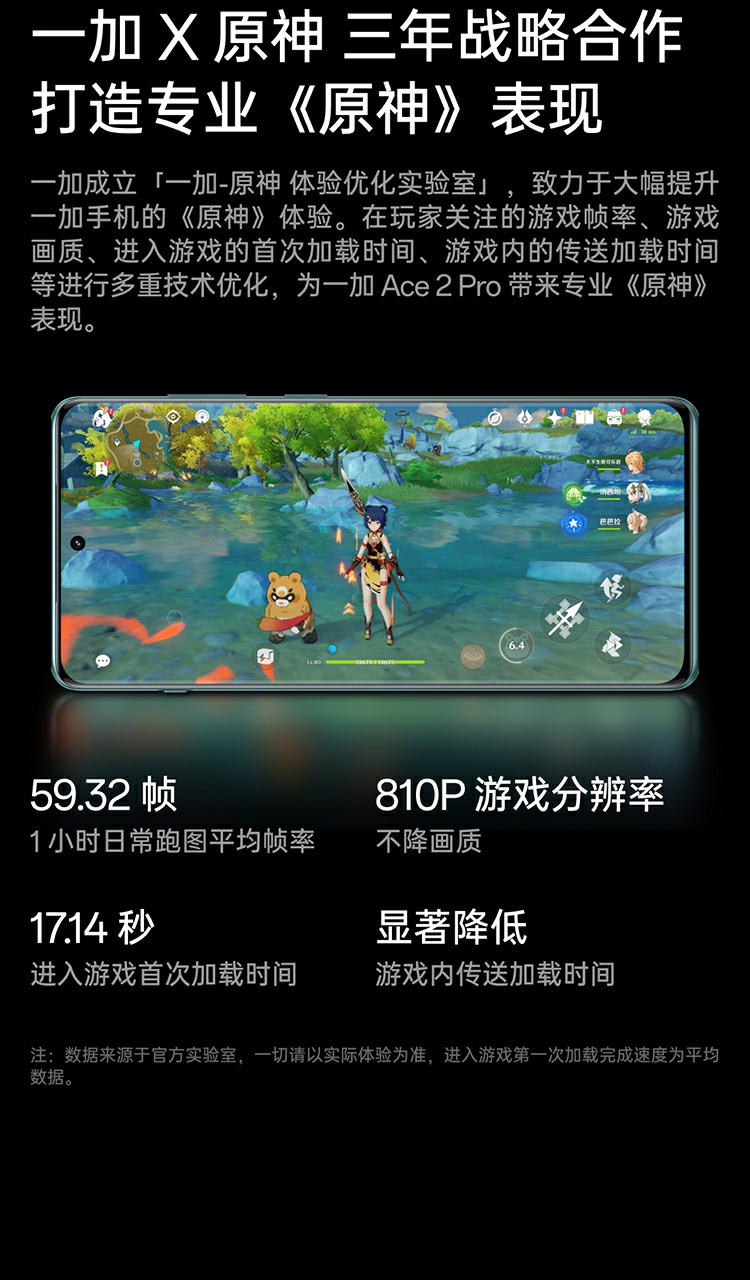 一加 X 原神 三年战略合作
打造专业《原神》表现
一加成立「一加-原神 体验优化实验室」，致力于大幅提升
一加手机的《原神》体验。在玩家关注的游戏帧率、游戏
画质、进入游戏的首次加载时间、游戏内的传送加载时间
等进行多重技术优化，为一加 Ace 2 Pro 带来专业《原神》
表现。
纳西妲
芭芭拉
6.4
Lv.80
13675 / 13675
59.32 帧
810P 游戏分辨率
1 小时日常跑图平均帧率
不降画质
17.14 秒
显著降低
进入游戏首次加载时间
游戏内传送加载时间
注：数据来源于官方实验室，一切请以实际体验为准，进入游戏第一次加载完成速度为平均
数据。